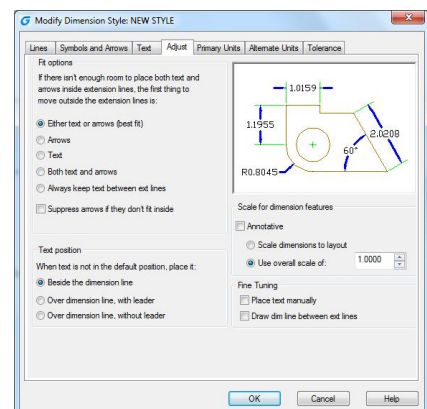 Modify Dimension Style: NEW STYLE
Lines Symbols and Arrows Text Adjust Primary Units Alternate Units Tolerance
Fit options
If there isn't enough room to place both text and
arrows inside extension lines, the first thing to
move outside the extension lines is:
Either text or arrows (best fit)
Arrows
Text
Both text and arrows
Always keep text between ext lines
Suppress arrows if they don't fit inside
Text position
When text is not in the default position, place it:
Beside the dimension line
Over dimension line, with leader
Over dimension line, without leader
1.0159
1.1955
2.0208
60°
R0.8045
Scale for dimension features
Annotative
Scale dimensions to layout
Use overall scale of: 1.0000
Fine Tuning
Place text manually
Draw dim line between ext lines
OK Cancel Help